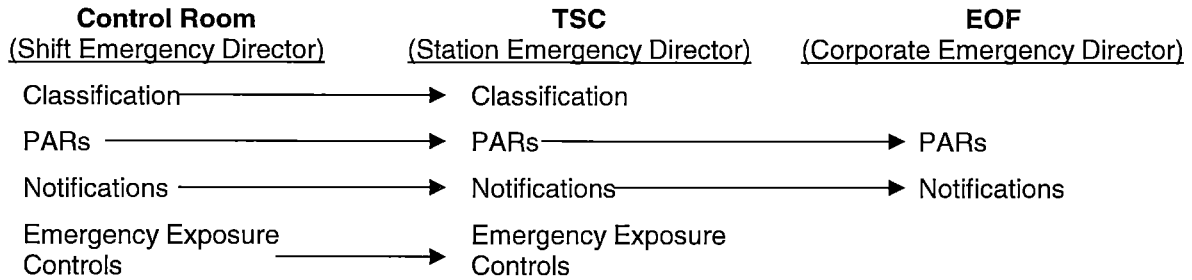 Control Room TSC EOF
(Shift Emergency Director) (Station Emergency Director) (Corporate Emergency Director)
Classification Classification
PARs PARs PARs
Notifications Notifications Notifications
Emergency Exposure Emergency Exposure
Controls Controls